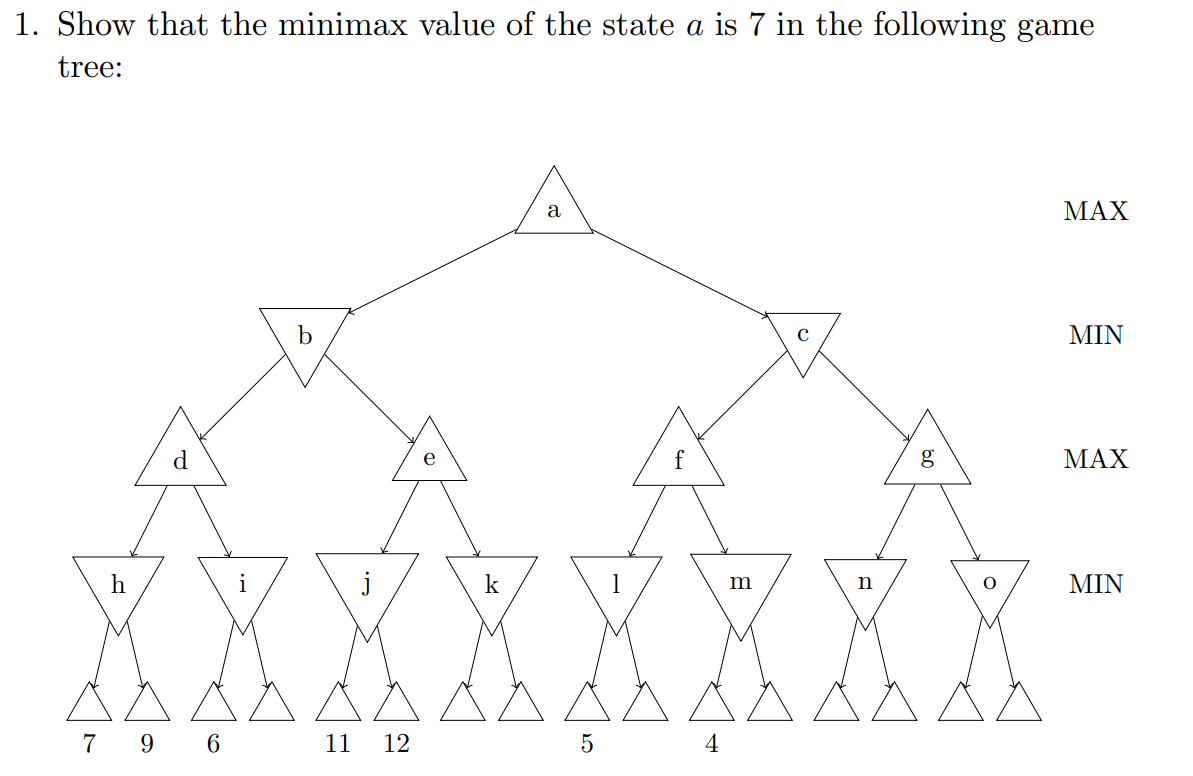 1. Show that the minimax value of the state a is 7 in the following game
tree:
a MAX
b c MIN
d e f g MAX
h i j k l m n o MIN
7 9 6 11 12 5 4